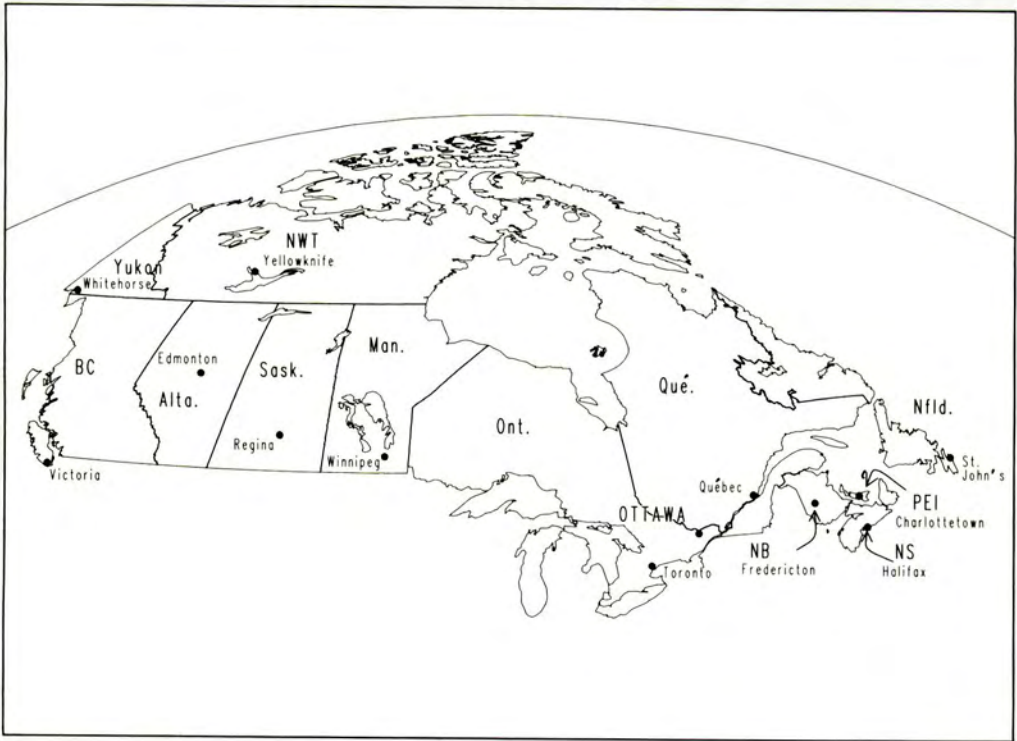 NWT
Yellowknife
Yukon
Whitehorse
BC
Edmonton
Alta.
Sask.
Man.
Regina
Winnipeg
Victoria
Ont.
Qué.
Nfld.
St.
John's
Québec
OTTAWA
PEI
Charlottetown
NB
Fredericton
NS
Halifax
Toronto